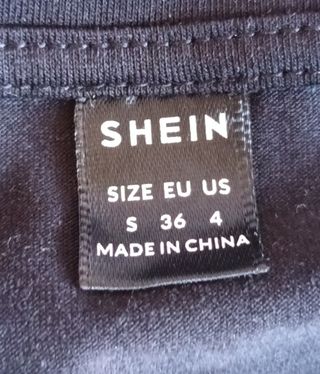 SHEIN
SIZE EU US
S 36 4
MADE IN CHINA